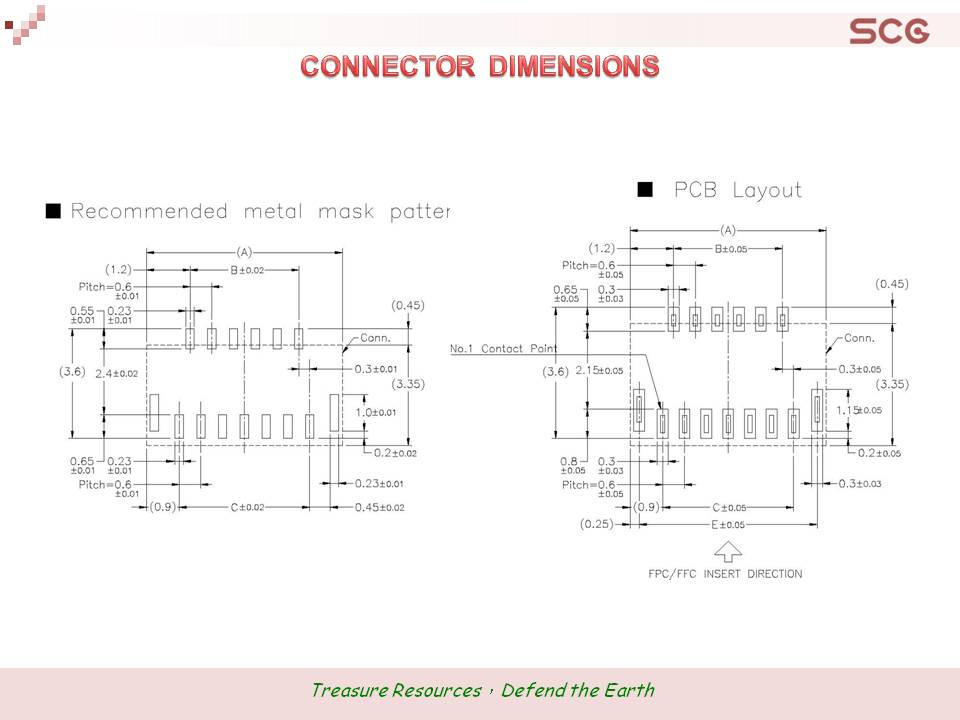 SCG
CONNECTOR DIMENSIONS
■ Recommended metal mask patter
(A)
(1.2) B±0.02
Pitch=0.6
±0.01
0.55 0.23
±0.01 ±0.01
(0.45)
Conn.
0.3±0.01
(3.6) 2.4±0.02
(3.35)
1.0±0.01
0.2±0.02
0.65 0.23
±0.01 ±0.01
Pitch=0.6
±0.01
0.23±0.01
(0.9) C±0.02 0.45±0.02
■ PCB Layout
(A)
(1.2) B±0.05
Pitch=0.6
±0.05
0.65 0.3
±0.05 ±0.03
(0.45)
Conn.
No.1 Contact Point
(3.6) 2.15±0.05
0.3±0.05
(3.35)
1.15±0.05
0.2±0.05
0.8 0.3
±0.05 ±0.03
Pitch=0.6
±0.05
0.3±0.03
(0.9) C±0.05
(0.25) E±0.05
FPC/FFC INSERT DIRECTION
Treasure Resources，Defend the Earth